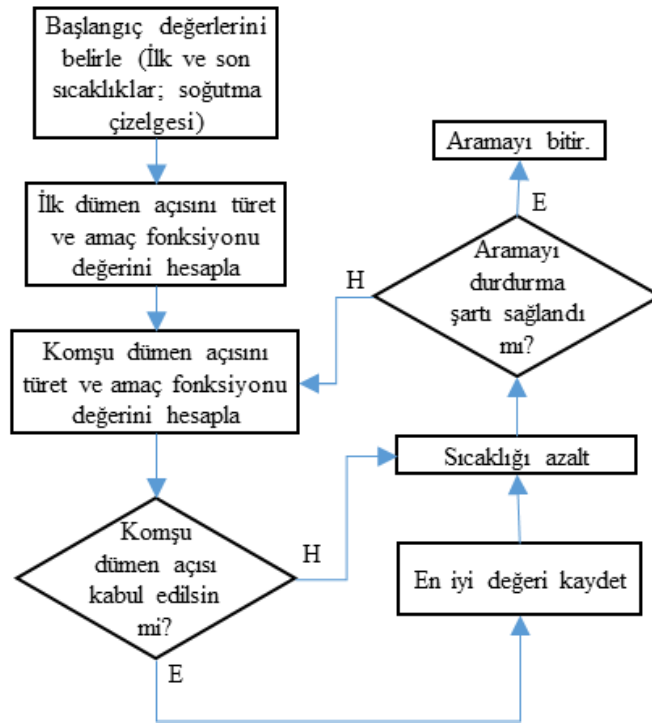 Başlangıç değerlerini
belirle (İlk ve son
sıcaklıklar; soğutma
çizelgesi)
İlk dümen açısını türet
ve amaç fonksiyonu
değerini hesapla
Komşu dümen açısını
türet ve amaç fonksiyonu
değerini hesapla
Komşu
dümen açısı
kabul edilsin
mi?
H
E
En iyi değeri kaydet
Sıcaklığı azalt
Aramayı
durdurma
şartı sağlandı
mı?
H
E
Aramayı bitir.